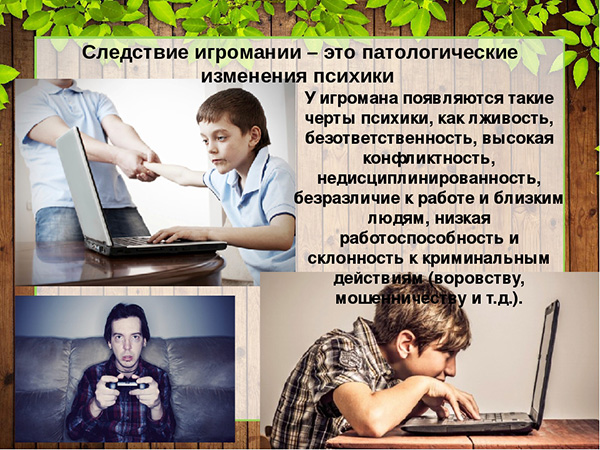 Следствие игромании – это патологические
изменения психики
У игромана появляются такие
черты психики, как лживость,
безответственность, высокая
конфликтность,
недисциплинированность,
безразличие к работе и близким
людям, низкая
работоспособность и
склонность к криминальным
действиям (воровству,
мошенничеству и т.д.).